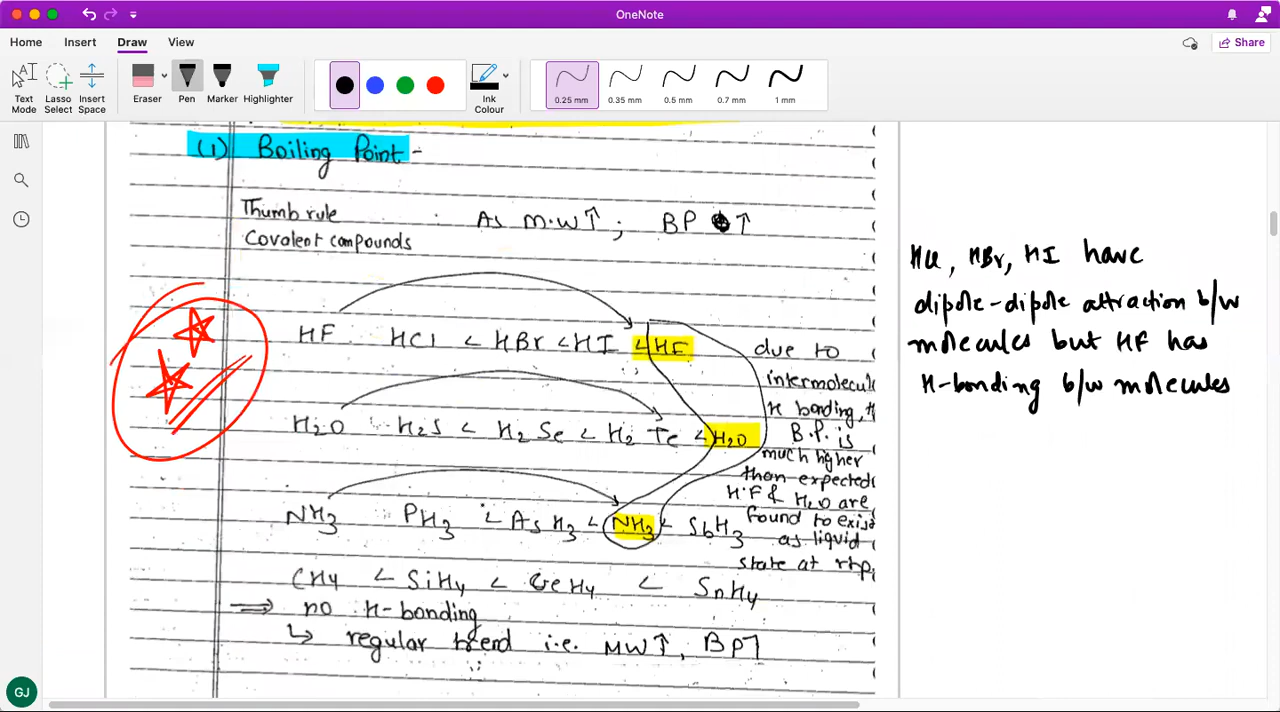 OneNote
Home Insert Draw View
Share
Text Mode
Lasso Select
Insert Space
Eraser
Pen
Marker
Highlighter
Ink Colour
0.25 mm
0.35 mm
0.5 mm
0.7 mm
1 mm
(1) Boiling Point -
Thumb rule As M.W↑ ; BP ↑
Covalent compounds
HF HCl < HBr < HI < HF
H2O H2S < H2Se < H2Te < H2O
NH3 PH3 < AsH3 < NH3 < SbH3
CH4 < SiH4 < GeH4 < SnH4
⇒ no H-bonding
↳ regular trend i.e. MW↑, BP↑
due to
intermolecul
H bonding, t
B.P. is
much higher
than expected
HF & H2O are
found to exis
as liquid
state at rtp,
HCl, HBr, HI have
dipole-dipole attraction b/w
molecules but HF has
H-bonding b/w molecules
GJ